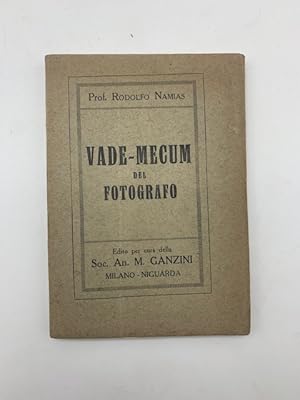 Prof. RODOLFO NAMIAS
VADE-MECUM
DEL
FOTOGRAFO
Edito per cura della
Soc. An. M. GANZINI
MILANO - NIGUARDA